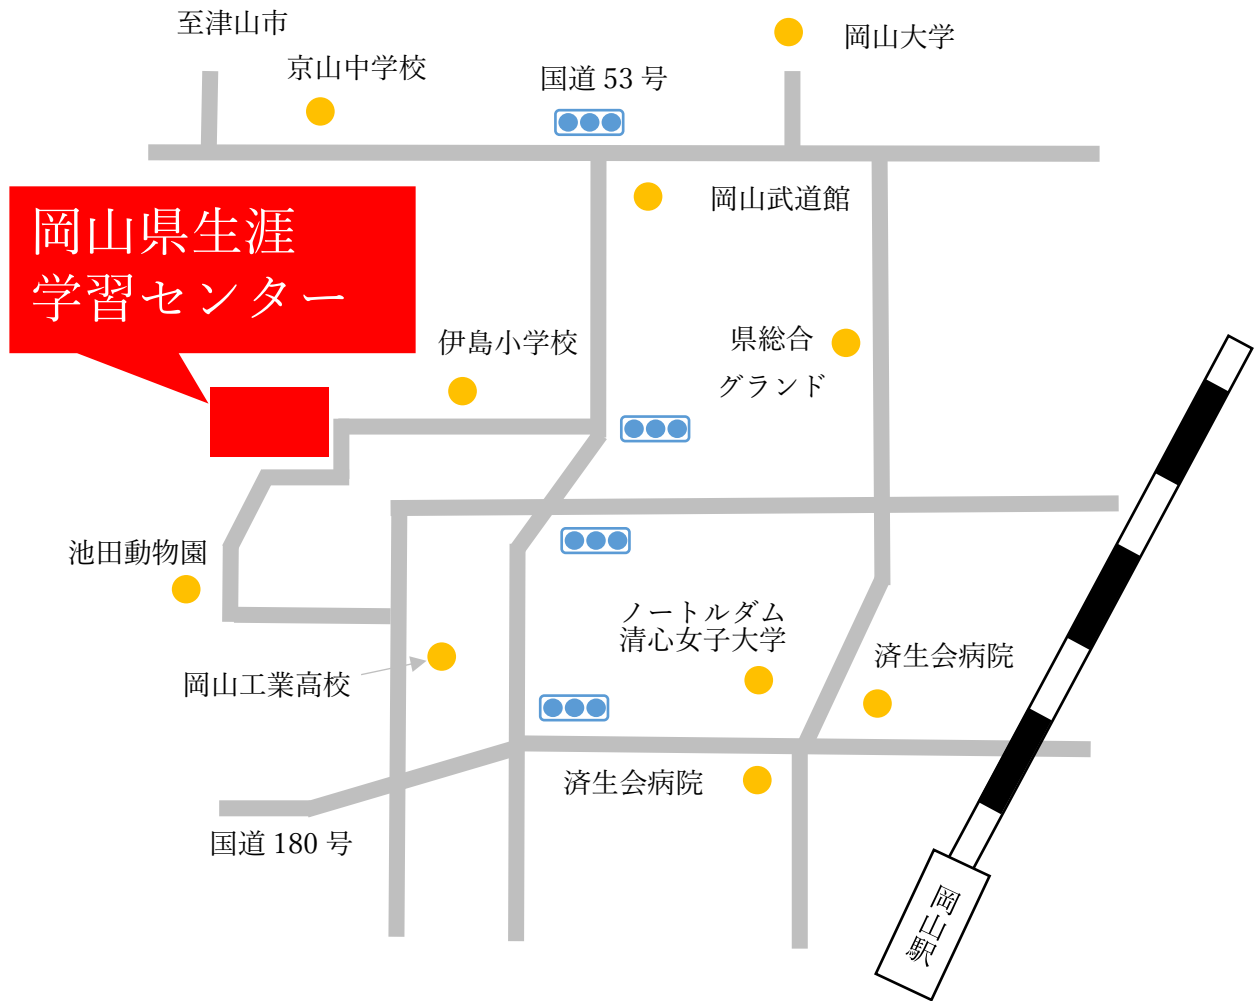 至津山市
岡山大学
京山中学校
国道 53 号
岡山武道館
岡山県生涯
学習センター
伊島小学校
県総合
グランド
池田動物園
ノートルダム
清心女子大学
済生会病院
岡山工業高校
済生会病院
国道 180 号
岡山駅